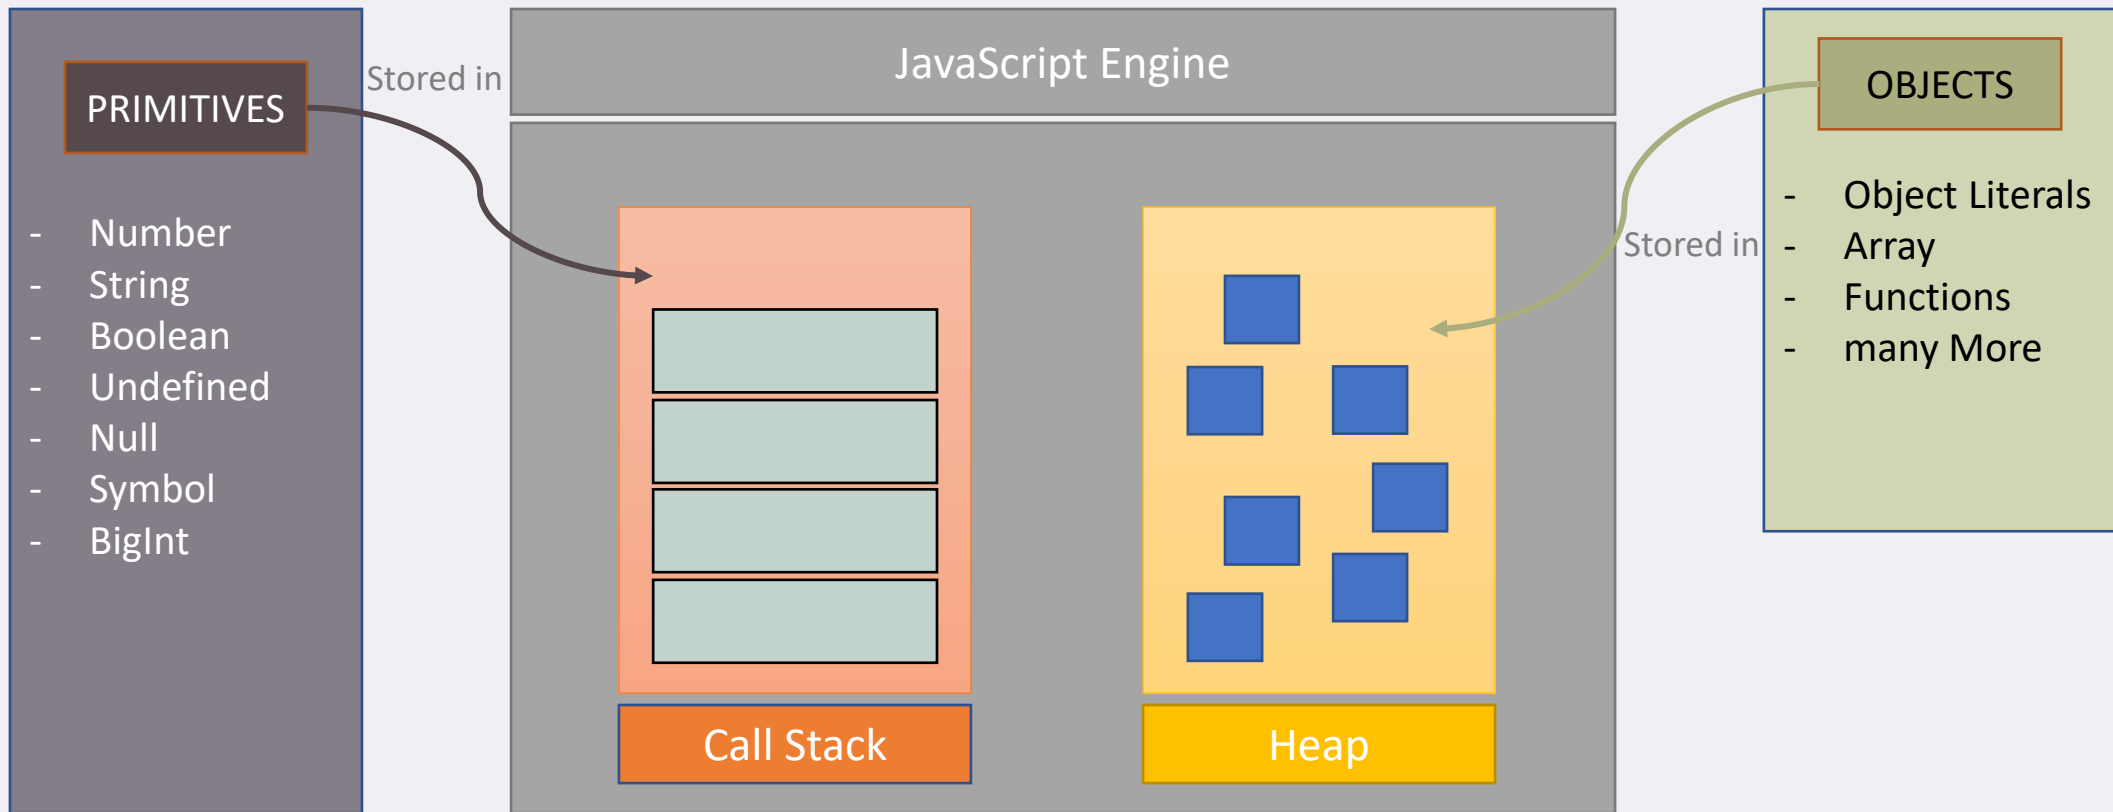 PRIMITIVES
- Number
- String
- Boolean
- Undefined
- Null
- Symbol
- BigInt
Stored in
JavaScript Engine
Call Stack
Heap
Stored in
OBJECTS
- Object Literals
- Array
- Functions
- many More